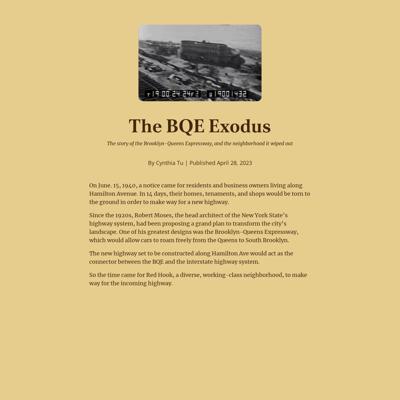 The BQE Exodus
The story of the Brooklyn-Queens Expressway, and the neighborhood it wiped out
By Cynthia Tu | Published April 28, 2023
On June. 15, 1940, a notice came for residents and business owners living along
Hamilton Avenue. In 14 days, their homes, tenaments, and shops would be torn to
the ground in order to make way for a new highway.
Since the 1920s, Robert Moses, the head architect of the New York State's
highway system, had been proposing a grand plan to transform the city's
landscape. One of his greatest designs was the Brooklyn-Queens Expressway,
which would allow cars to roam freely from the Queens to South Brooklyn.
The new highway set to be constructed along Hamilton Ave would act as the
connector between the BQE and the interstate highway system.
So the time came for Red Hook, a diverse, working-class neighborhood, to make
way for the incoming highway.